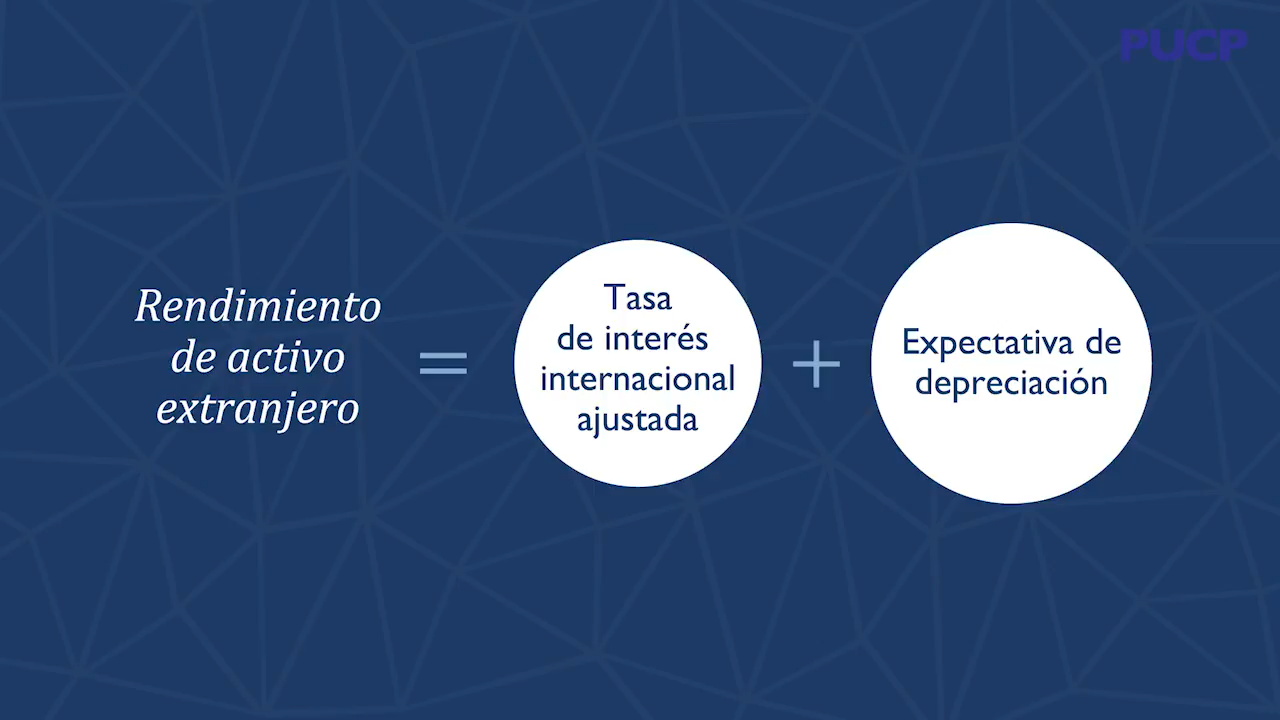 PUCP
Rendimiento
de activo
extranjero
=
Tasa
de interés
internacional
ajustada
+
Expectativa de
depreciación